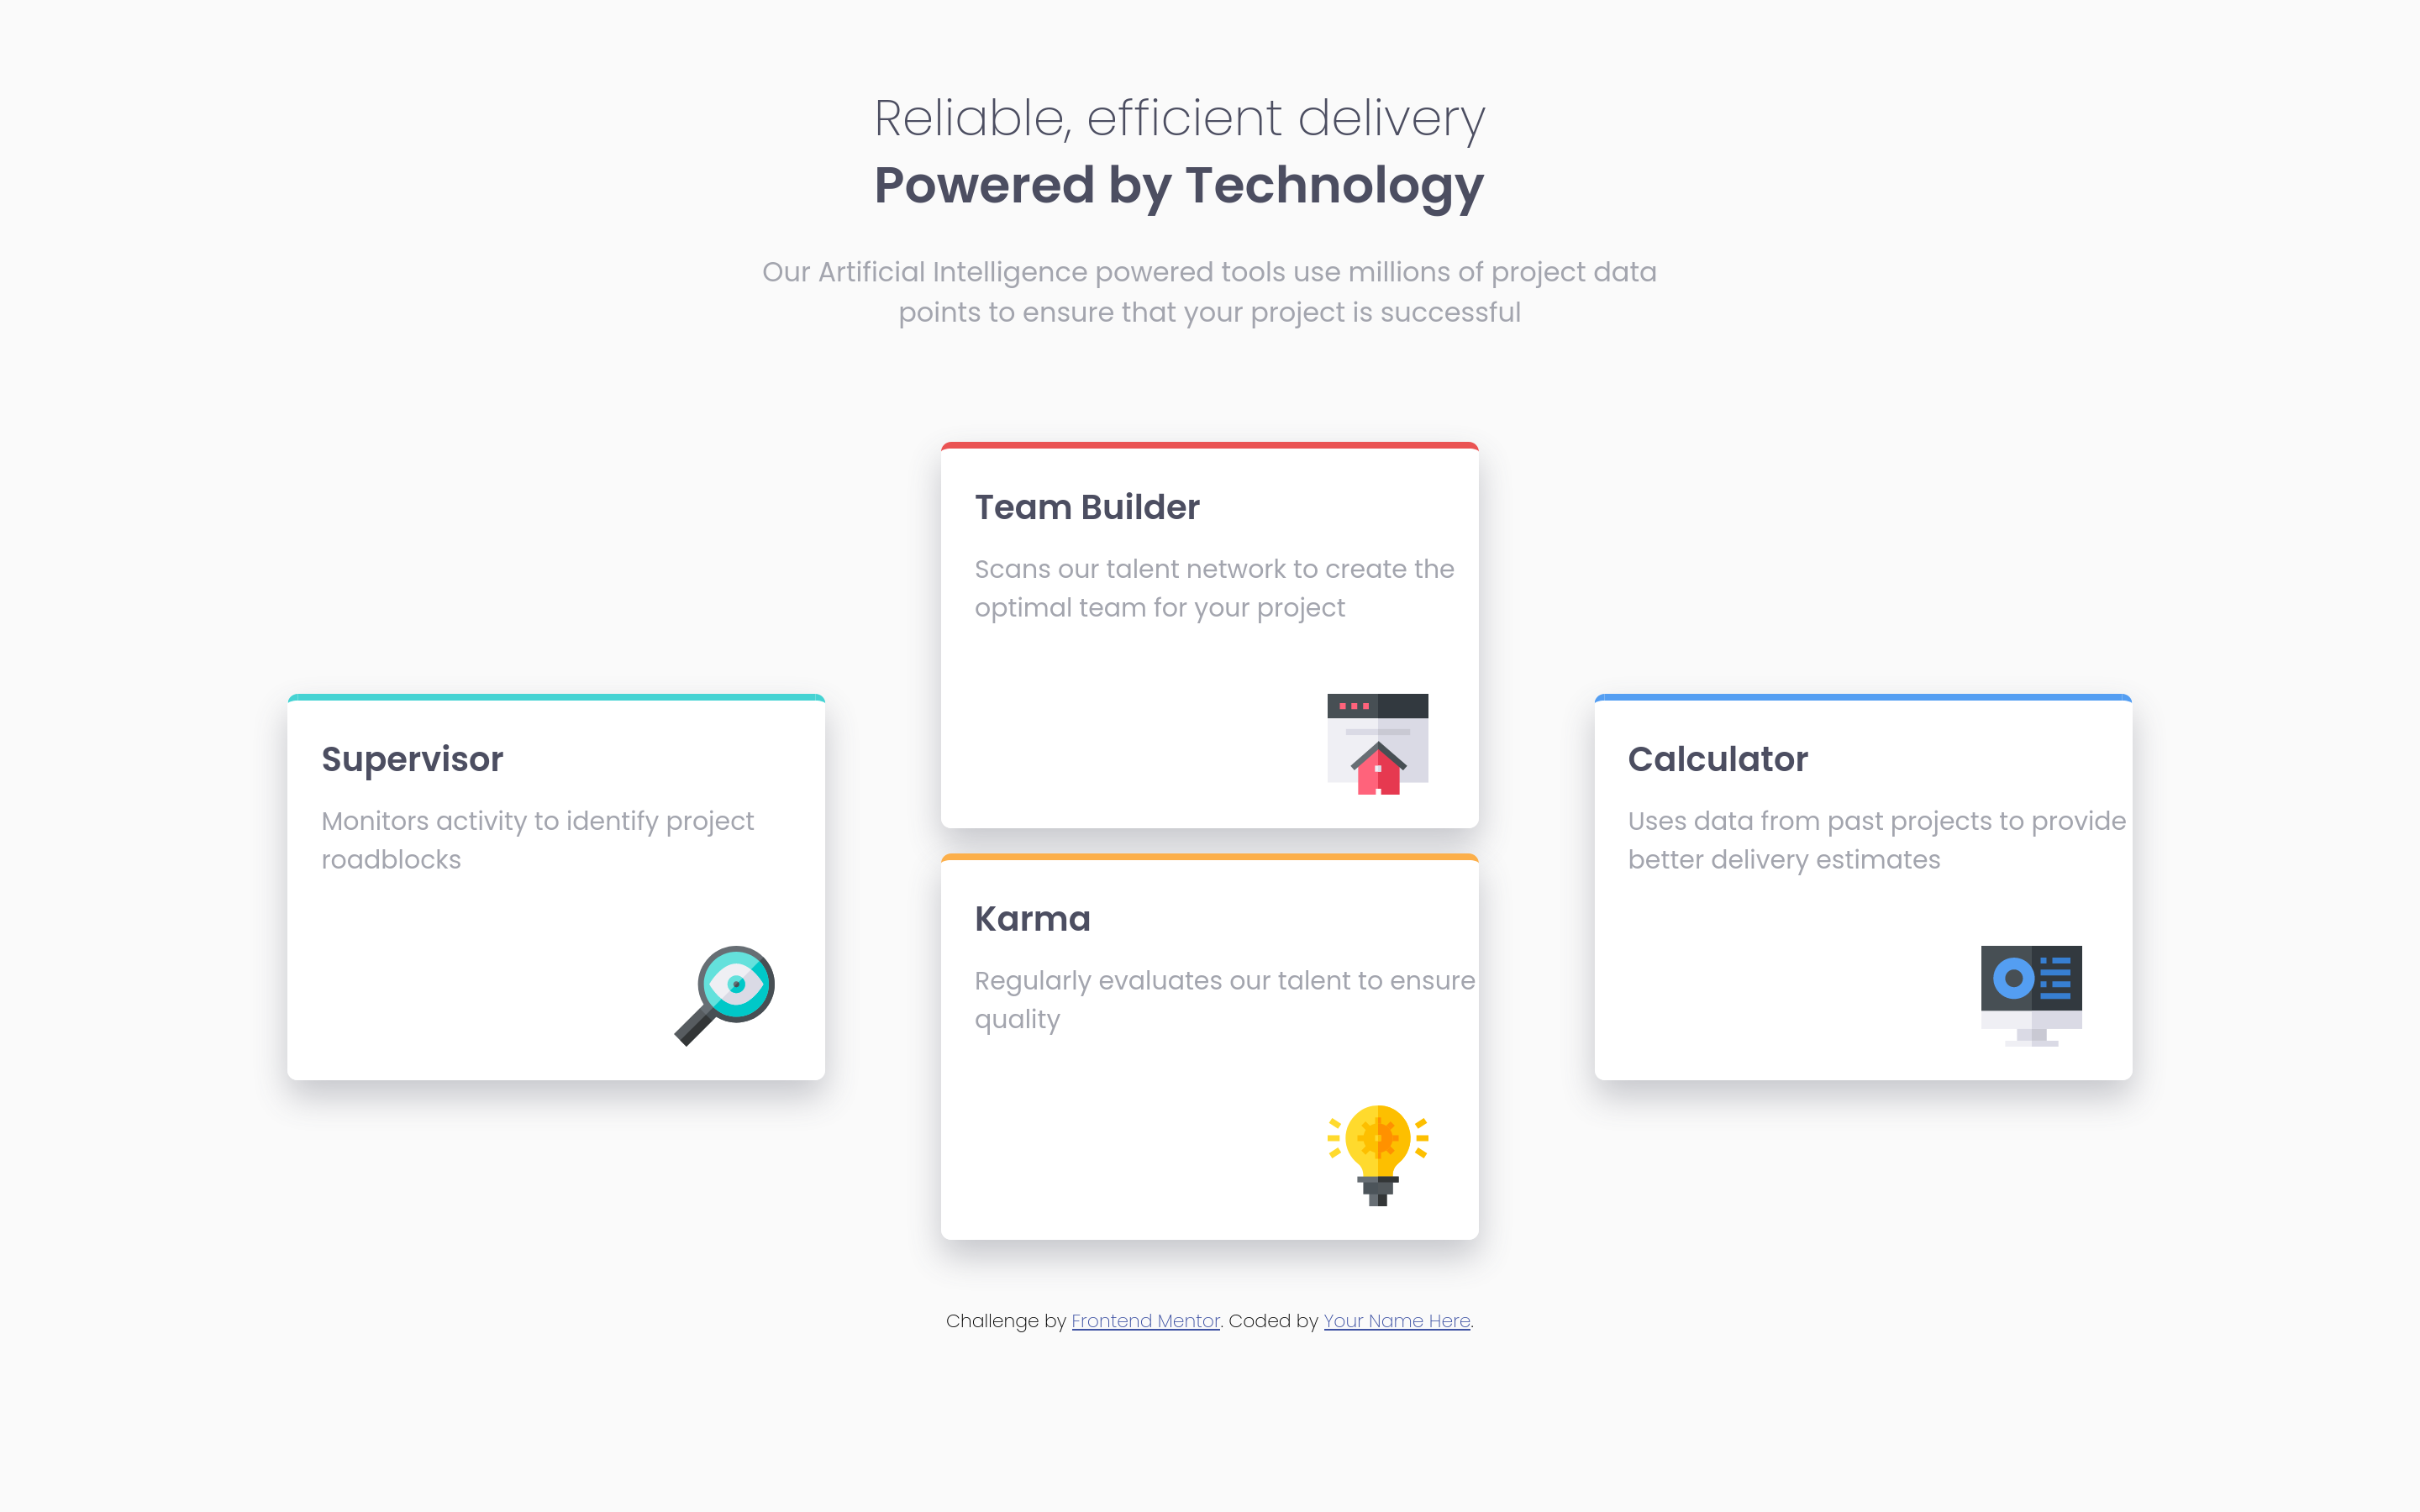 Reliable, efficient delivery
Powered by Technology
Our Artificial Intelligence powered tools use millions of project data
points to ensure that your project is successful
Supervisor
Monitors activity to identify project
roadblocks
Team Builder
Scans our talent network to create the
optimal team for your project
Karma
Regularly evaluates our talent to ensure
quality
Calculator
Uses data from past projects to provide
better delivery estimates
Challenge by Frontend Mentor. Coded by Your Name Here.